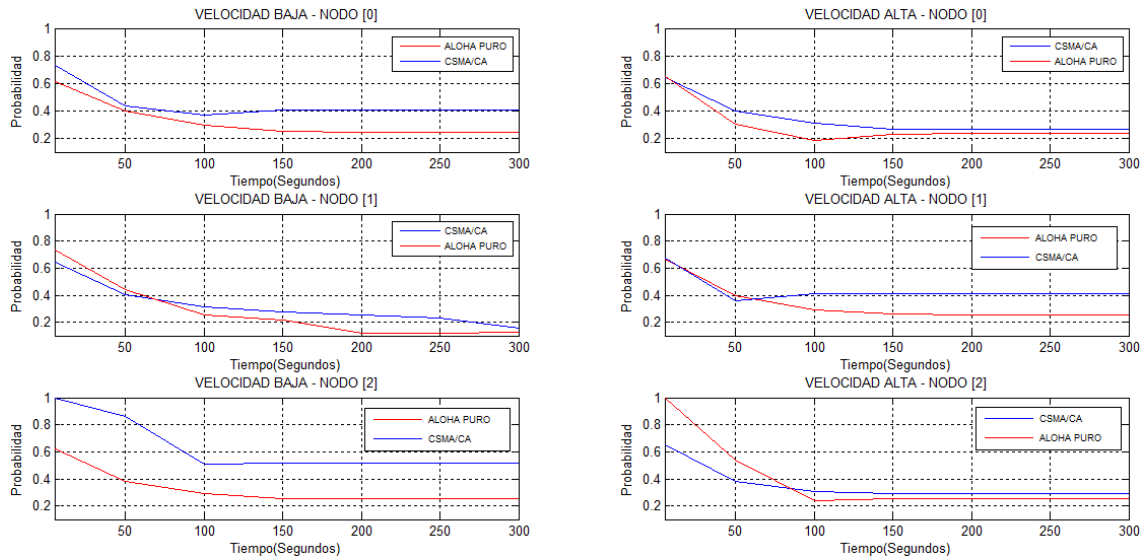 VELOCIDAD BAJA - NODO [0]
Probabilidad
1
0.8
0.6
0.4
0.2
ALOHA PURO
CSMA/CA
50 100 150 200 250 300
Tiempo(Segundos)
VELOCIDAD ALTA - NODO [0]
Probabilidad
1
0.8
0.6
0.4
0.2
CSMA/CA
ALOHA PURO
50 100 150 200 250 300
Tiempo(Segundos)
VELOCIDAD BAJA - NODO [1]
Probabilidad
1
0.8
0.6
0.4
0.2
CSMA/CA
ALOHA PURO
50 100 150 200 250 300
Tiempo(Segundos)
VELOCIDAD ALTA - NODO [1]
Probabilidad
1
0.8
0.6
0.4
0.2
ALOHA PURO
CSMA/CA
50 100 150 200 250 300
Tiempo(Segundos)
VELOCIDAD BAJA - NODO [2]
Probabilidad
1
0.8
0.6
0.4
0.2
ALOHA PURO
CSMA/CA
50 100 150 200 250 300
Tiempo(Segundos)
VELOCIDAD ALTA - NODO [2]
Probabilidad
1
0.8
0.6
0.4
0.2
CSMA/CA
ALOHA PURO
50 100 150 200 250 300
Tiempo(Segundos)